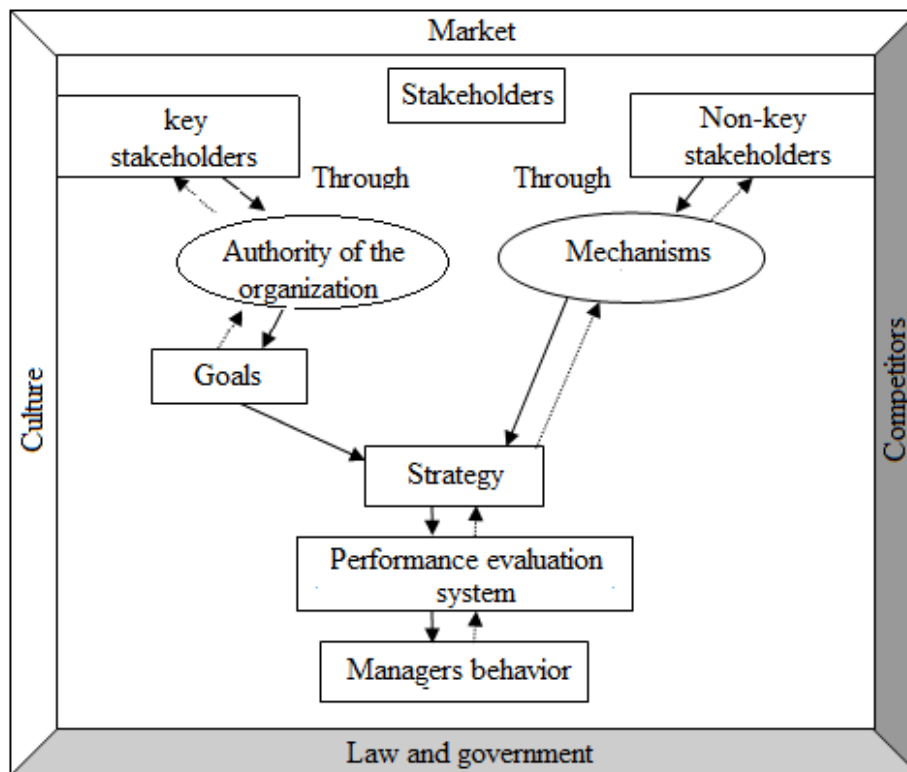 Market
Stakeholders
key
stakeholders
Non-key
stakeholders
Through
Through
Authority of the
organization
Mechanisms
Goals
Culture
Competitors
Strategy
Performance evaluation
system
Managers behavior
Law and government